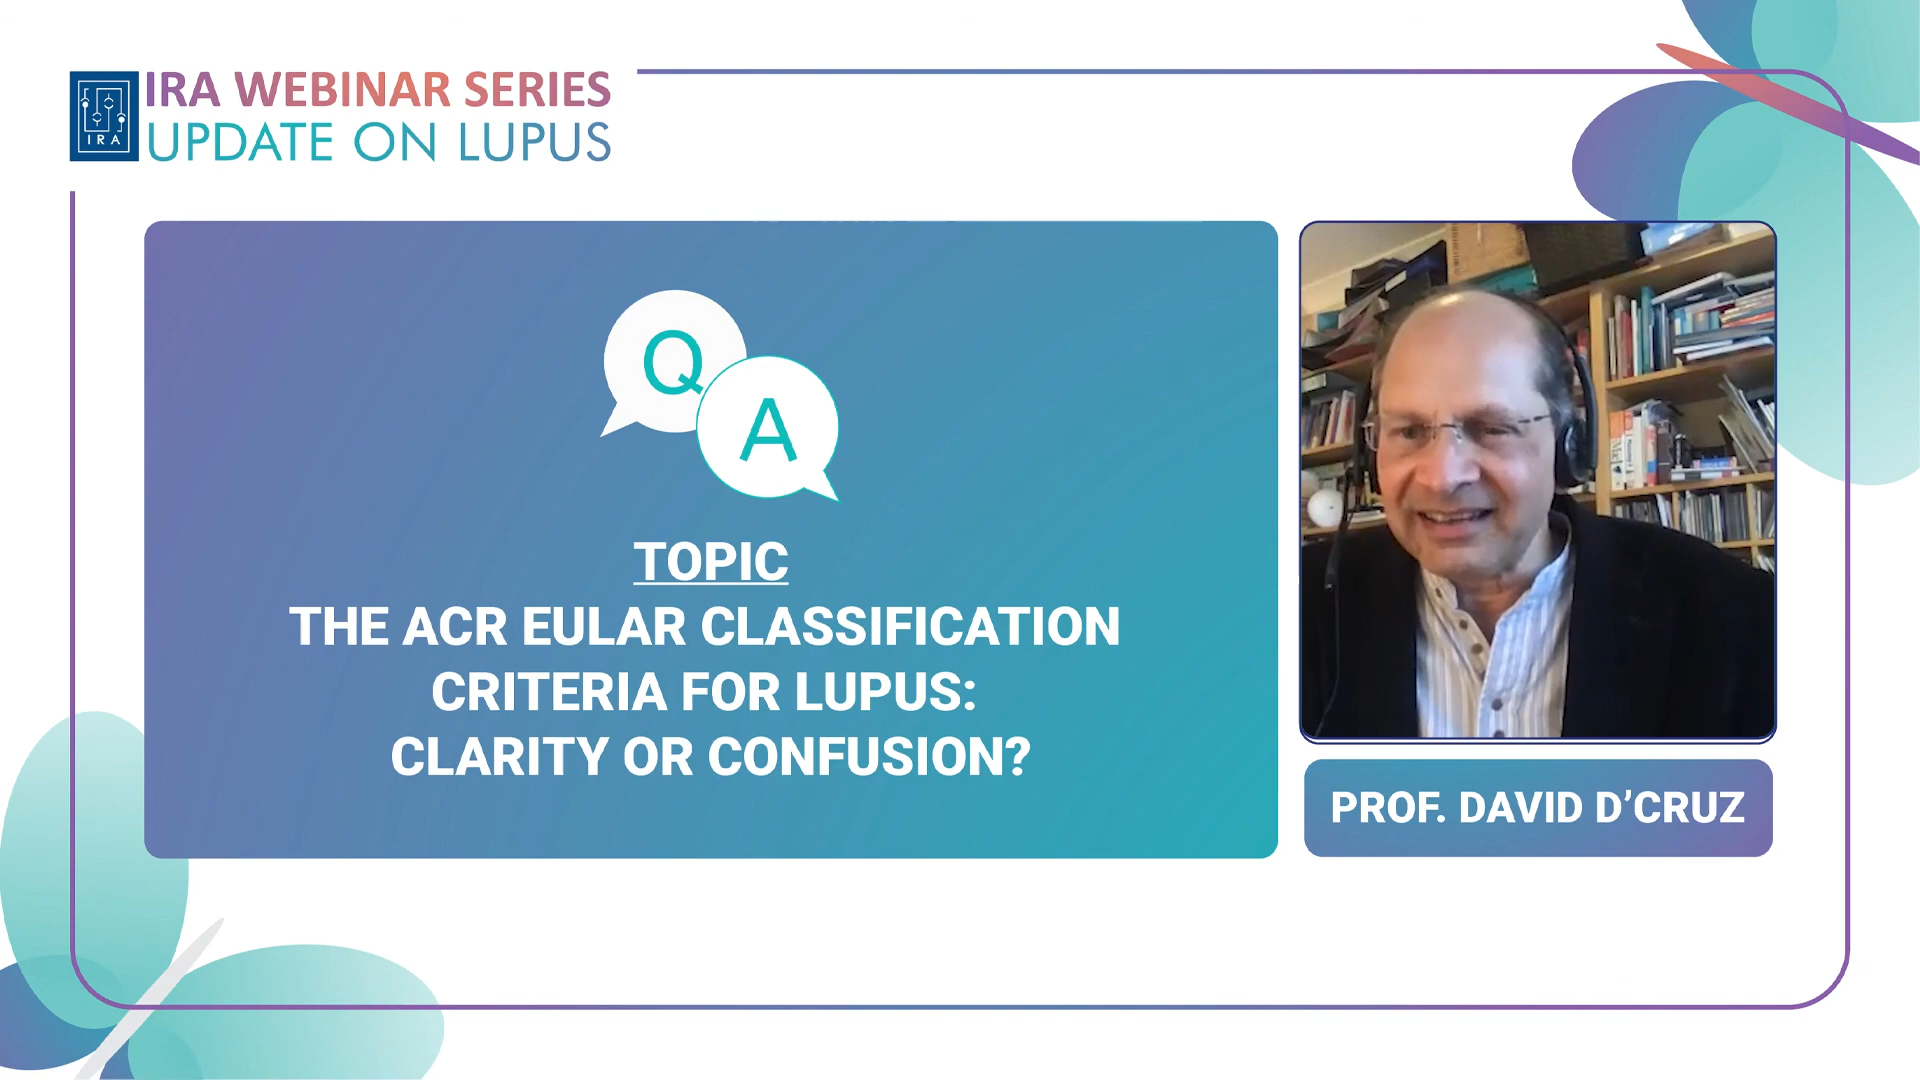 IRA WEBINAR SERIES
UPDATE ON LUPUS
IRA
Q
A
TOPIC
THE ACR EULAR CLASSIFICATION
CRITERIA FOR LUPUS:
CLARITY OR CONFUSION?
PROF. DAVID D’CRUZ